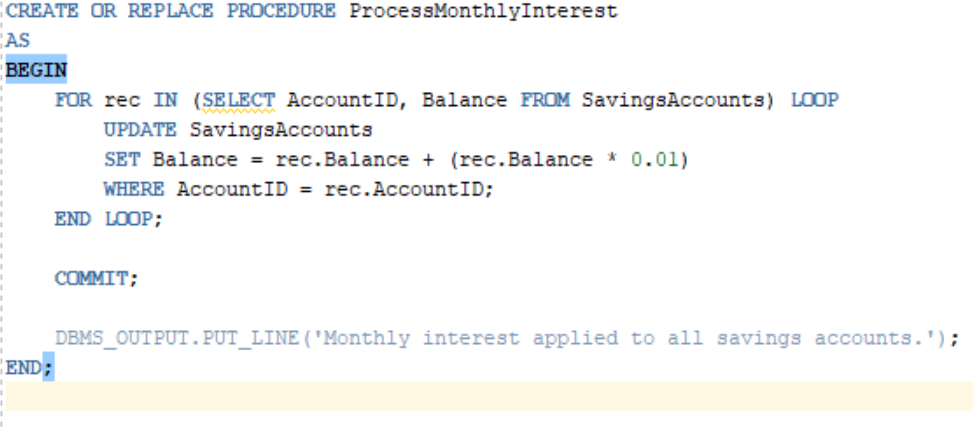 CREATE OR REPLACE PROCEDURE ProcessMonthlyInterest
AS
BEGIN
    FOR rec IN (SELECT AccountID, Balance FROM SavingsAccounts) LOOP
        UPDATE SavingsAccounts
        SET Balance = rec.Balance + (rec.Balance * 0.01)
        WHERE AccountID = rec.AccountID;
    END LOOP;
    COMMIT;
    DBMS_OUTPUT.PUT_LINE('Monthly interest applied to all savings accounts.');
END;